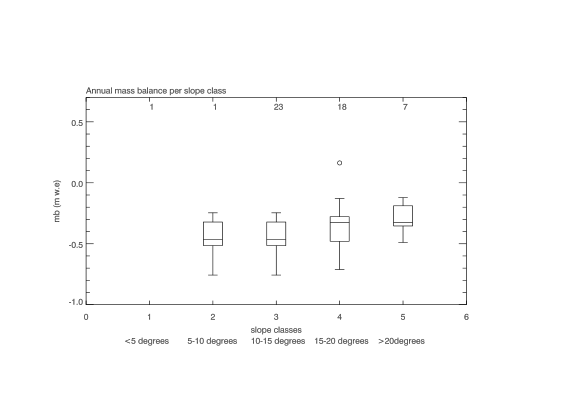 Annual mass balance per slope class
1 1 23 18 7
0.5
0.0
-0.5
-1.0
mb (m w.e)
0 1 2 3 4 5 6
slope classes
<5 degrees 5-10 degrees 10-15 degrees 15-20 degrees >20degrees